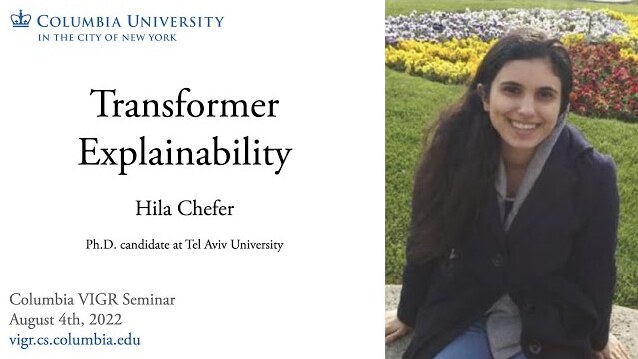 COLUMBIA UNIVERSITY
IN THE CITY OF NEW YORK
Transformer
Explainability
Hila Chefer
Ph.D. candidate at Tel Aviv University
Columbia VIGR Seminar
August 4th, 2022
vigr.cs.columbia.edu